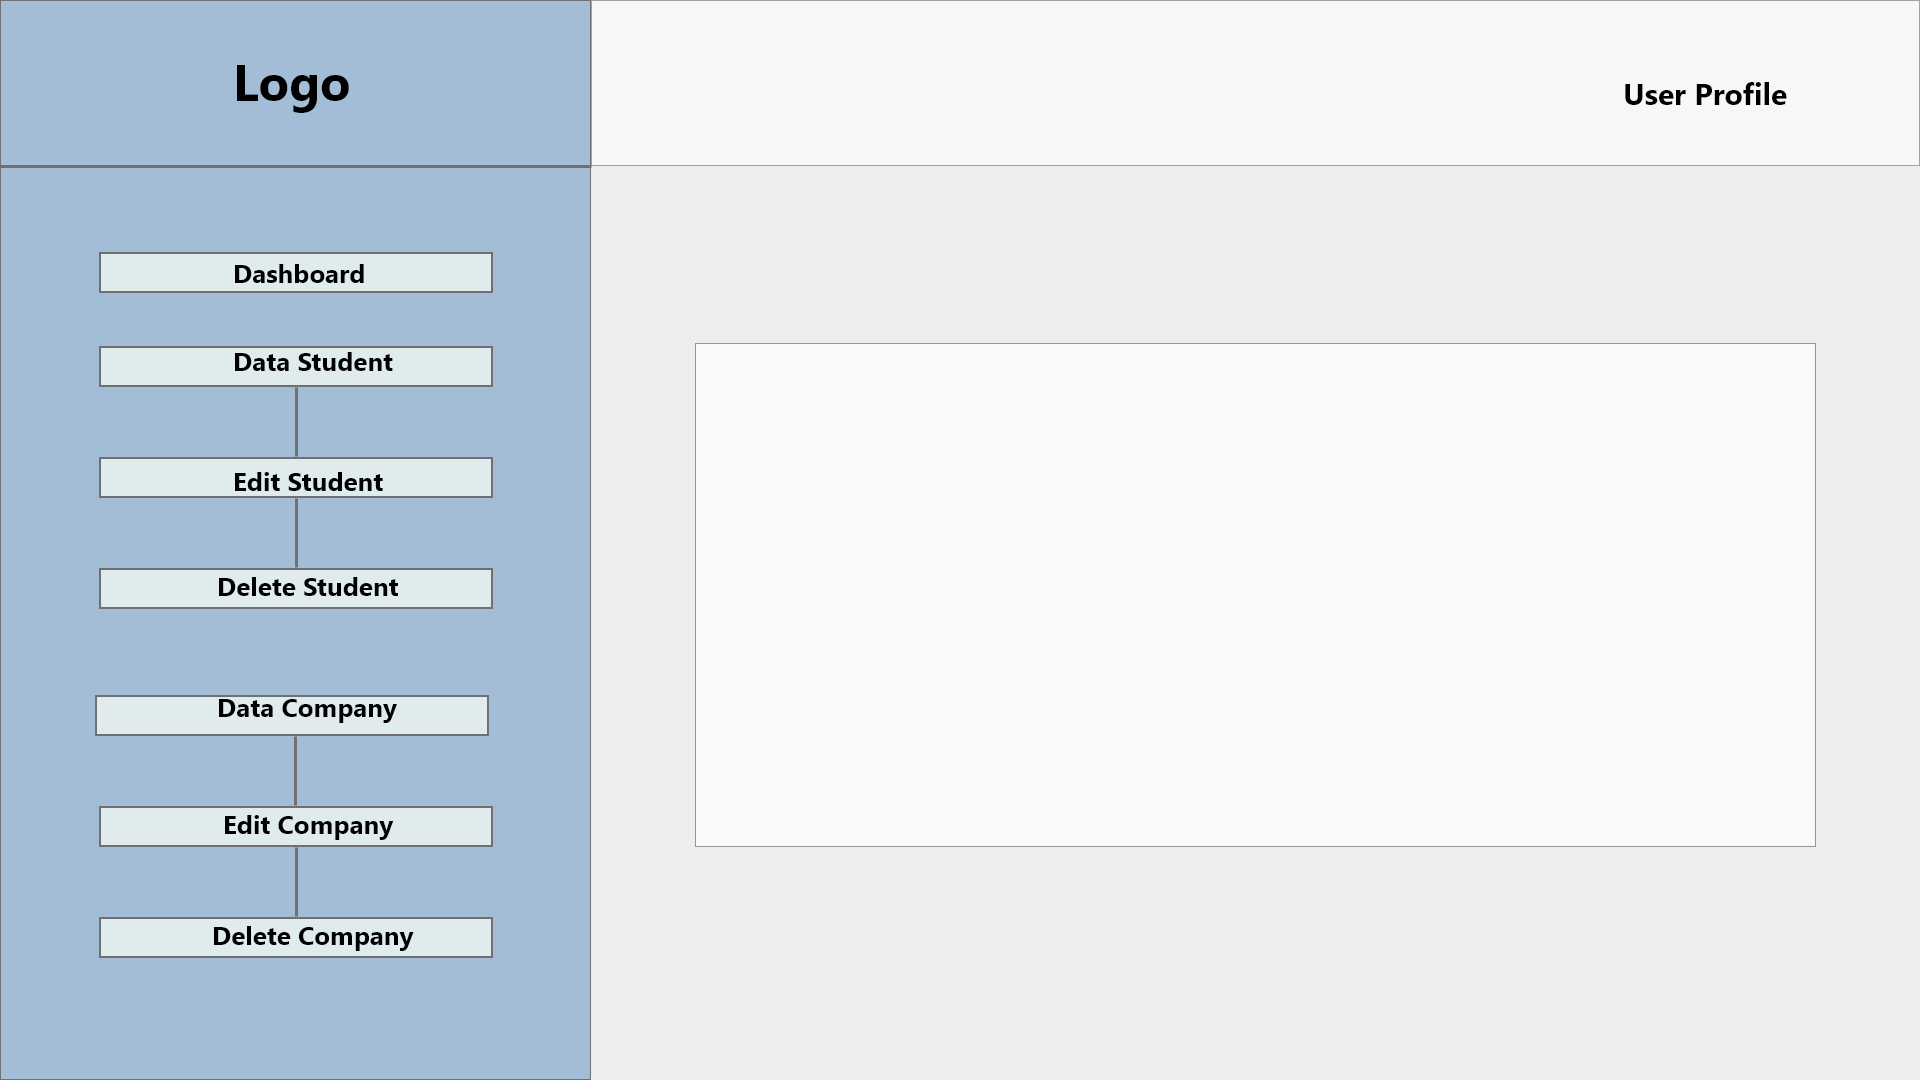 Logo
User Profile
Dashboard
Data Student
Edit Student
Delete Student
Data Company
Edit Company
Delete Company